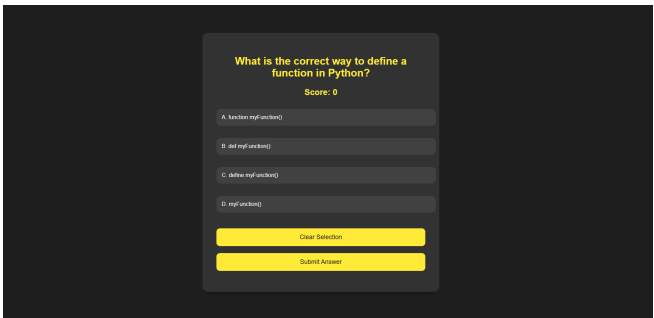 What is the correct way to define a
function in Python?
Score: 0
A. function myFunction()
B. def myFunction()
C. define myFunction()
D. myFunction()
Clear Selection
Submit Answer